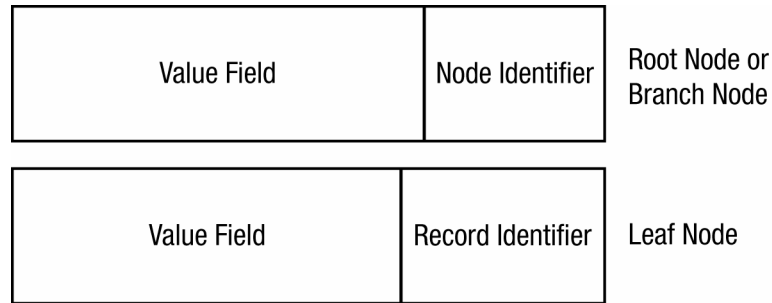 Value Field
Node Identifier
Root Node or
Branch Node
Value Field
Record Identifier
Leaf Node